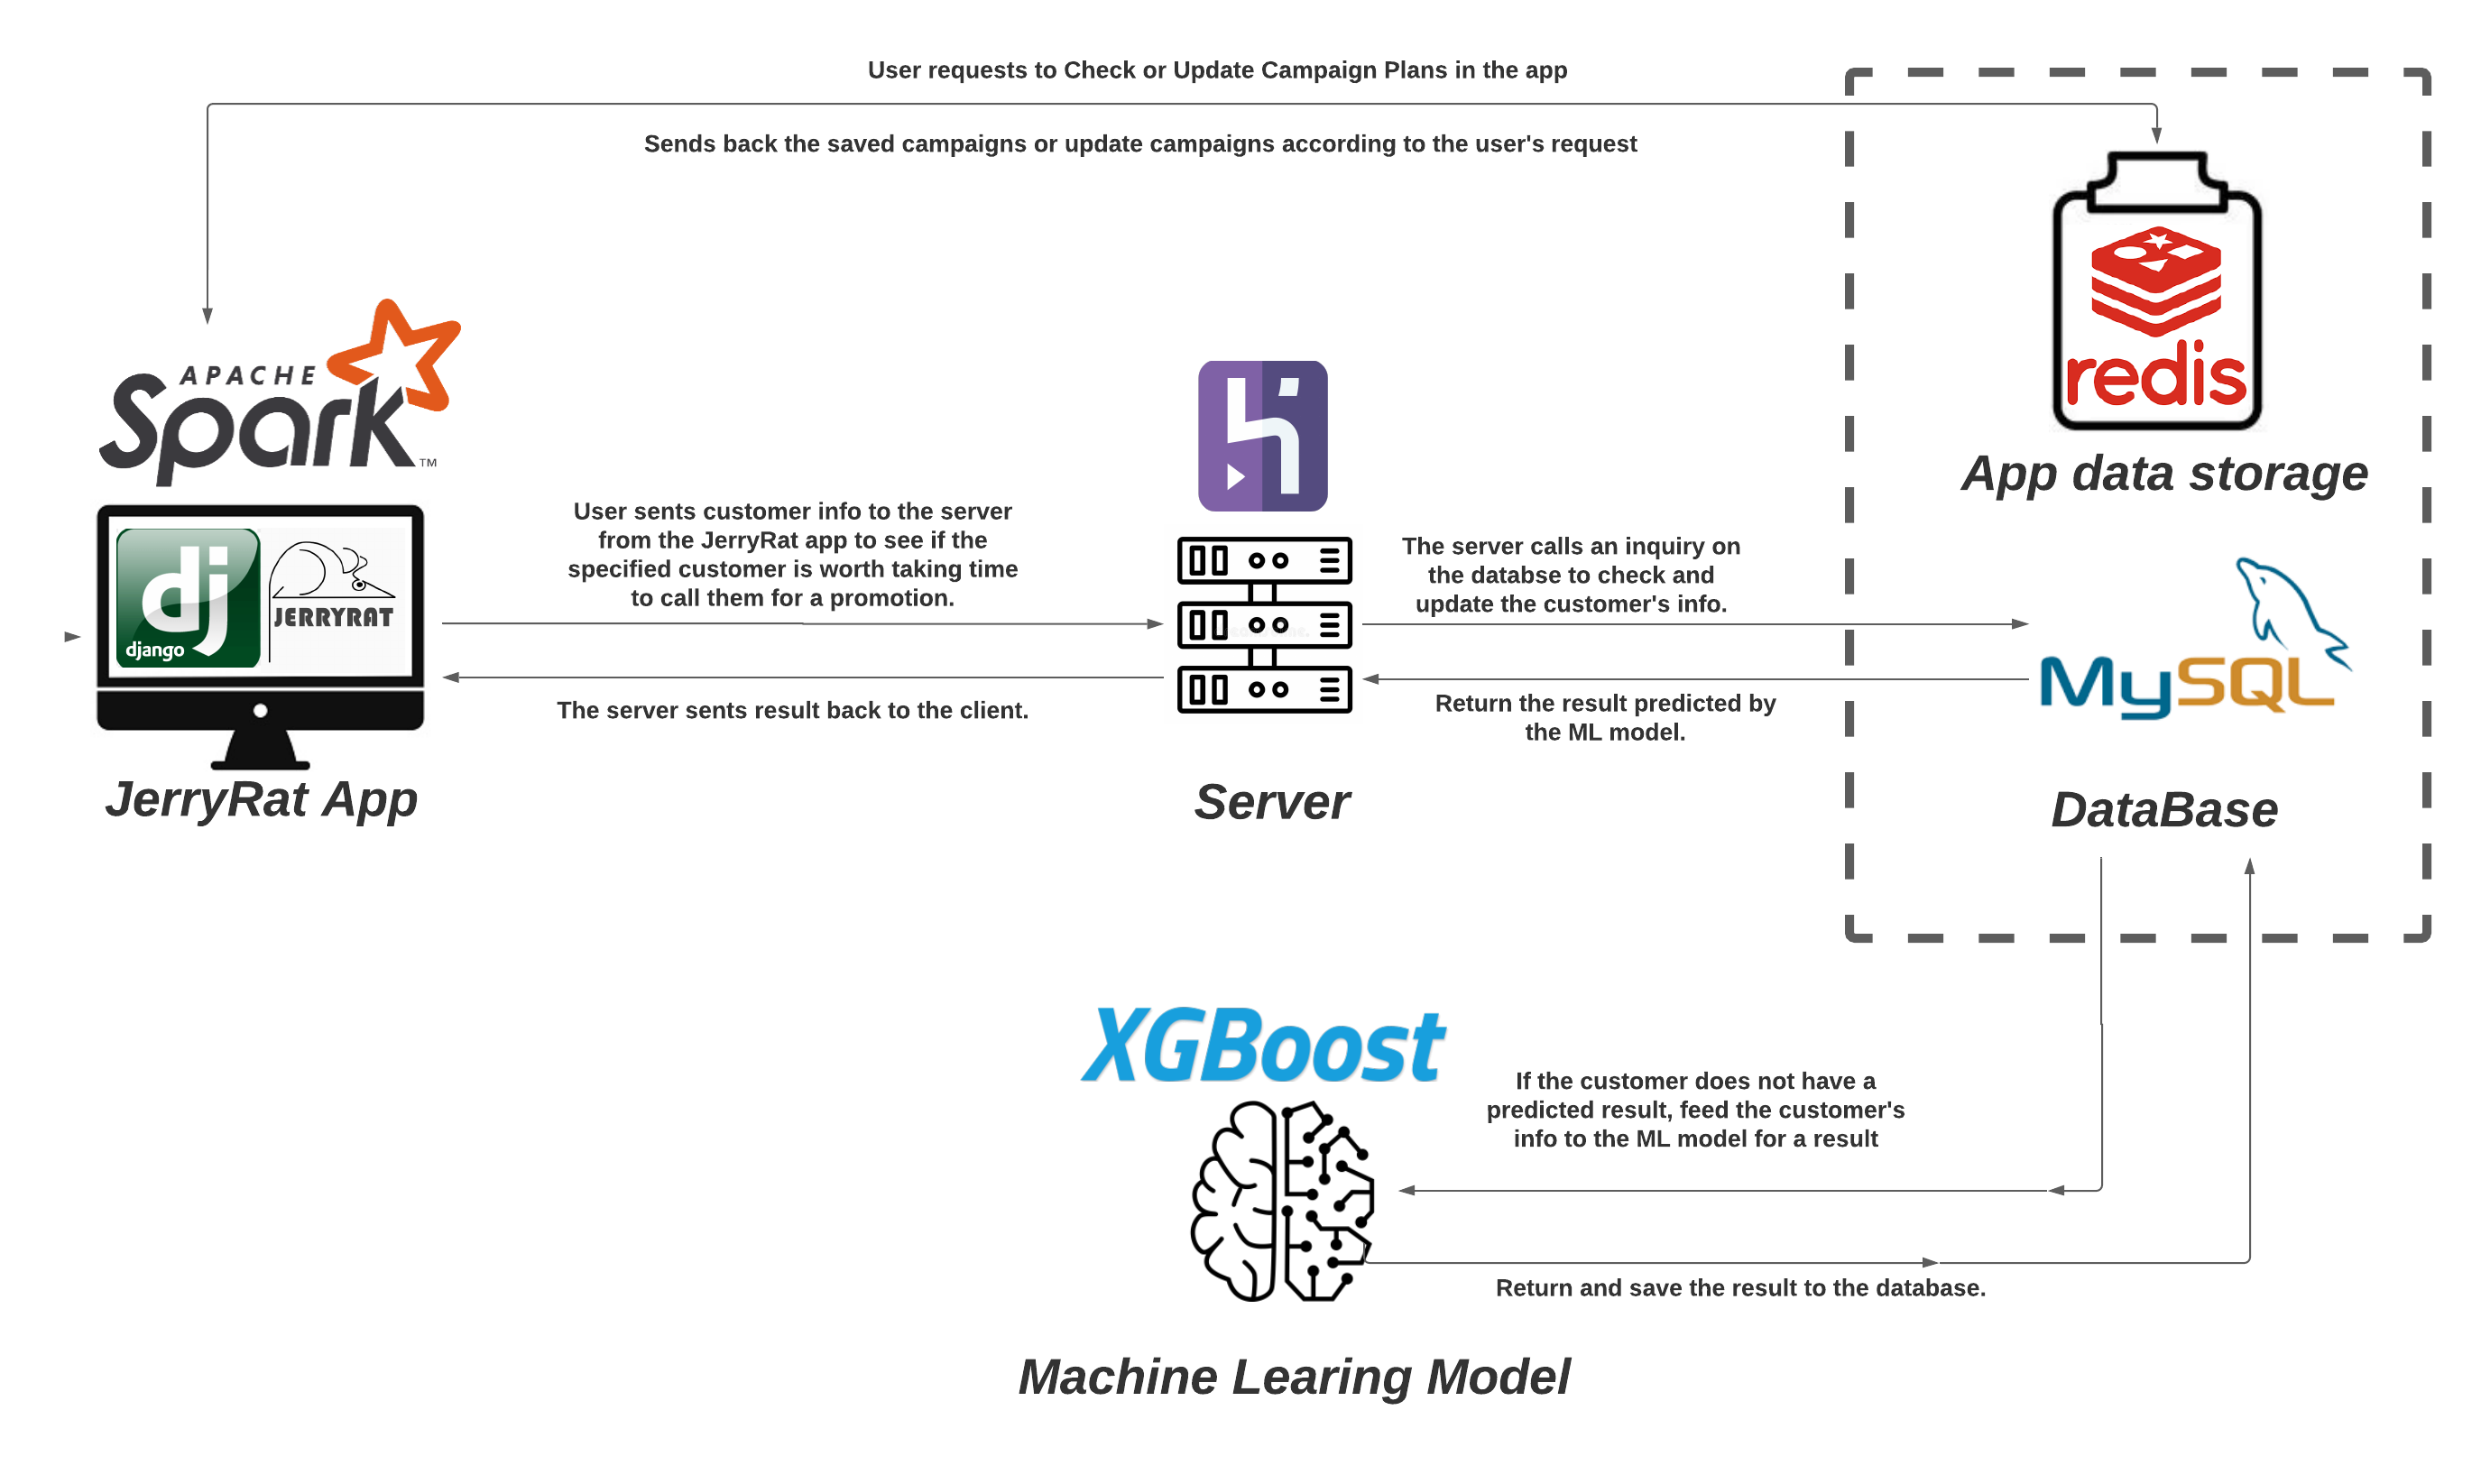 User requests to Check or Update Campaign Plans in the app
Sends back the saved campaigns or update campaigns according to the user's request
redis
App data storage
APACHE
Spark™
User sents customer info to the server
from the JerryRat app to see if the
specified customer is worth taking time
to call them for a promotion.
The server calls an inquiry on
the databse to check and
update the customer's info.
dj
django
JERRYRAT
MySQL
The server sents result back to the client.
Return the result predicted by
the ML model.
JerryRat App
Server
DataBase
XGBoost
If the customer does not have a
predicted result, feed the customer's
info to the ML model for a result
Return and save the result to the database.
Machine Learing Model